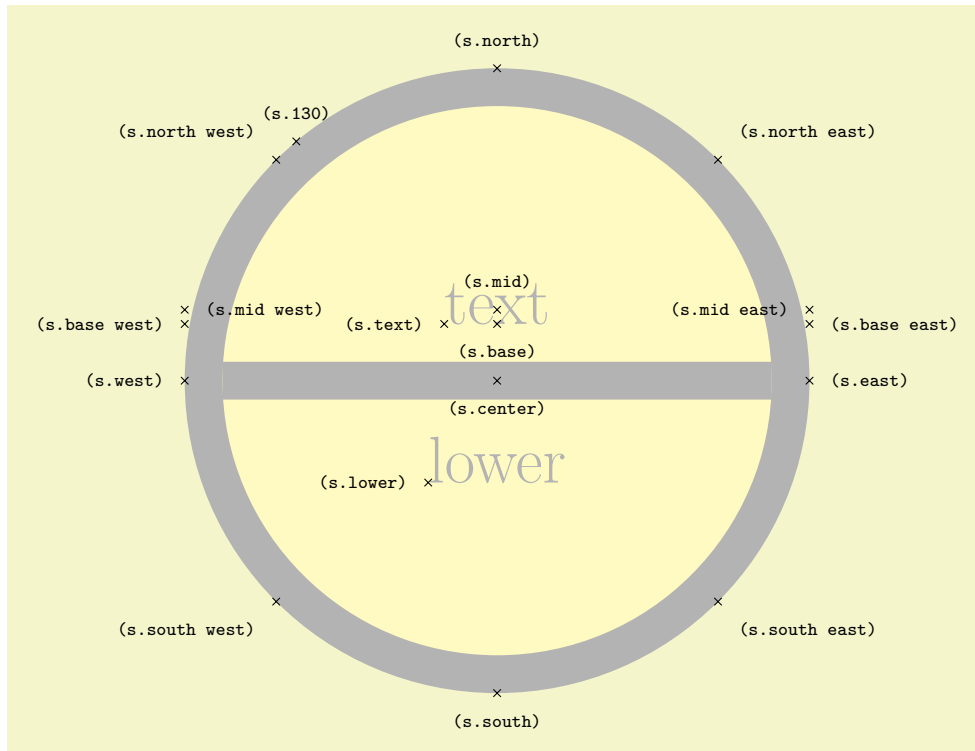 (s.north)
(s.130)
(s.north west)
(s.north east)
(s.mid)
text
(s.mid west)
(s.mid east)
(s.base west)
(s.text)
(s.base east)
(s.base)
(s.west)
(s.east)
(s.center)
lower
(s.lower)
(s.south west)
(s.south east)
(s.south)